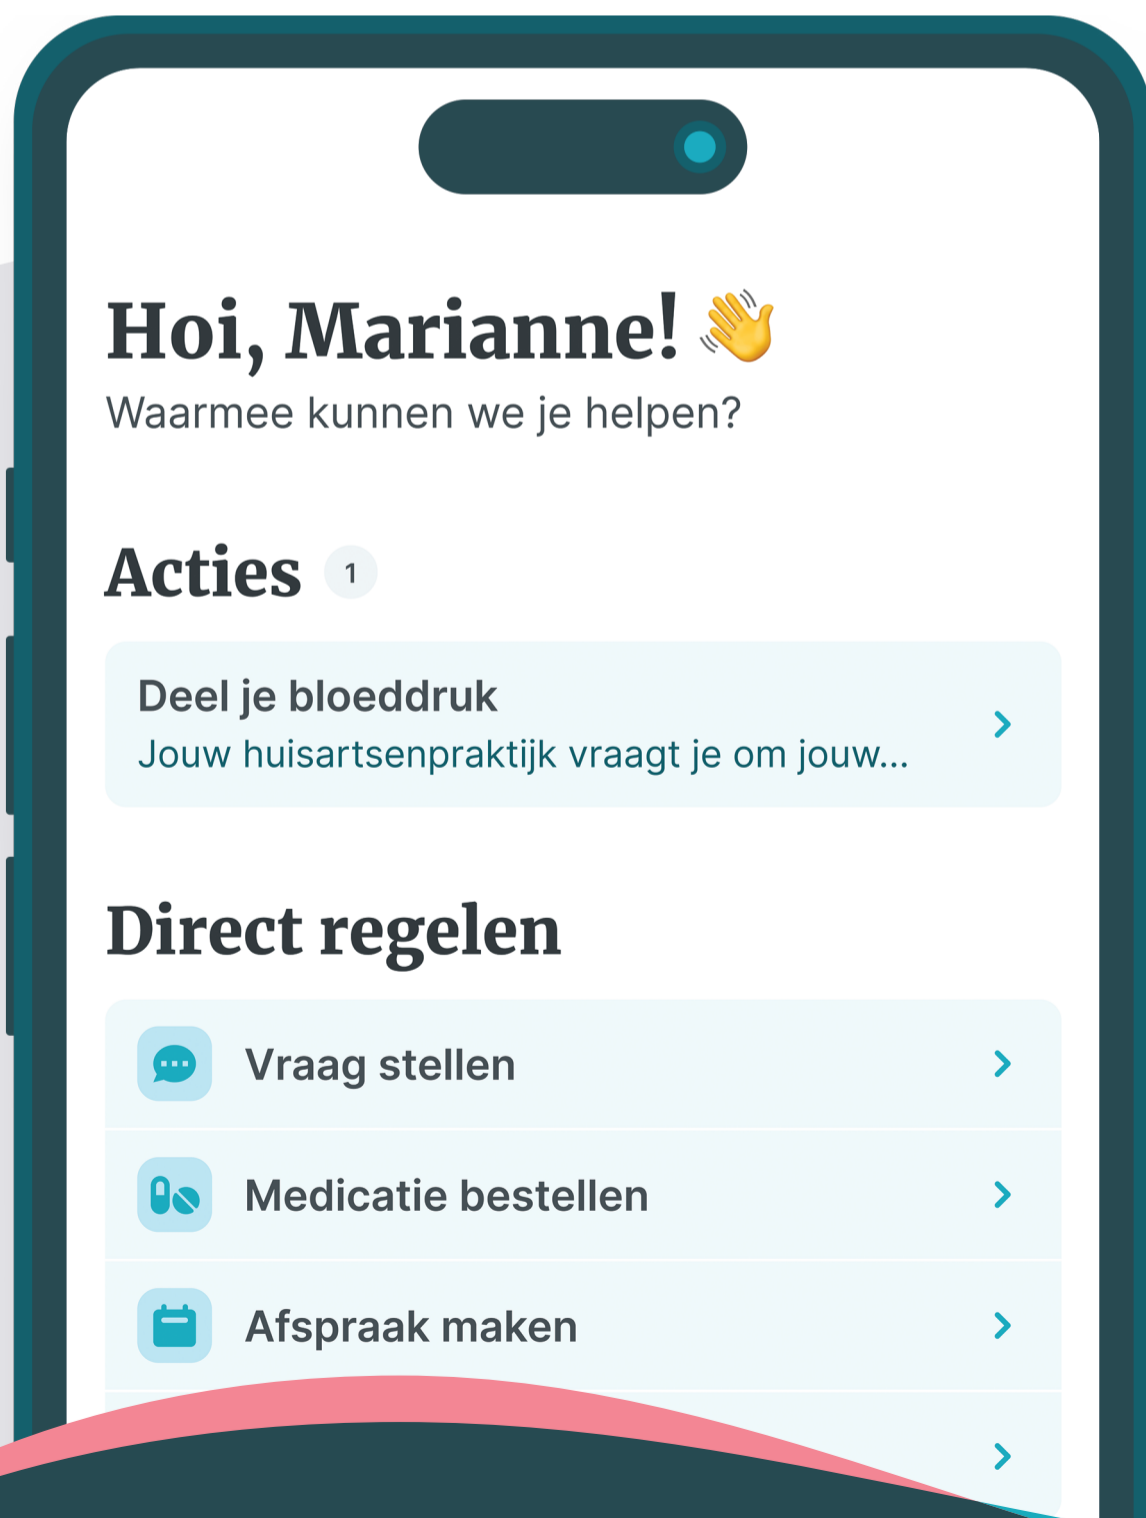 Hoi, Marianne! 👋
Waarmee kunnen we je helpen?
Acties 1
Deel je bloeddruk
Jouw huisartsenpraktijk vraagt je om jouw...
Direct regelen
Vraag stellen
Medicatie bestellen
Afspraak maken